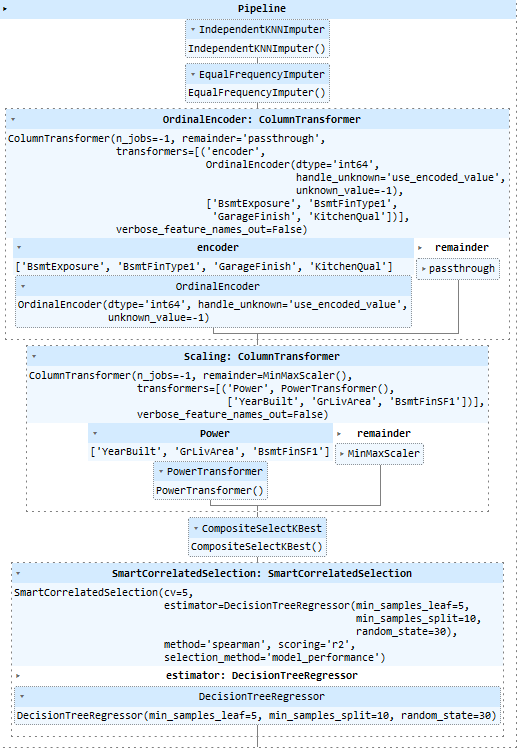 Pipeline
IndependentKNNImputer
IndependentKNNImputer()
EqualFrequencyImputer
EqualFrequencyImputer()
OrdinalEncoder: ColumnTransformer
ColumnTransformer(n_jobs=-1, remainder='passthrough',
transformers=[('encoder',
OrdinalEncoder(dtype='int64',
handle_unknown='use_encoded_value',
unknown_value=-1),
['BsmtExposure', 'BsmtFinType1',
'GarageFinish', 'KitchenQual'])],
verbose_feature_names_out=False)
encoder
['BsmtExposure', 'BsmtFinType1', 'GarageFinish', 'KitchenQual']
OrdinalEncoder
OrdinalEncoder(dtype='int64', handle_unknown='use_encoded_value',
unknown_value=-1)
remainder
passthrough
Scaling: ColumnTransformer
ColumnTransformer(n_jobs=-1, remainder=MinMaxScaler(),
transformers=[('Power', PowerTransformer(),
['YearBuilt', 'GrLivArea', 'BsmtFinSF1'])],
verbose_feature_names_out=False)
Power
['YearBuilt', 'GrLivArea', 'BsmtFinSF1']
PowerTransformer
PowerTransformer()
remainder
MinMaxScaler
CompositeSelectKBest
CompositeSelectKBest()
SmartCorrelatedSelection: SmartCorrelatedSelection
SmartCorrelatedSelection(cv=5,
estimator=DecisionTreeRegressor(min_samples_leaf=5,
min_samples_split=10,
random_state=30),
method='spearman', scoring='r2',
selection_method='model_performance')
estimator: DecisionTreeRegressor
DecisionTreeRegressor
DecisionTreeRegressor(min_samples_leaf=5, min_samples_split=10, random_state=30)